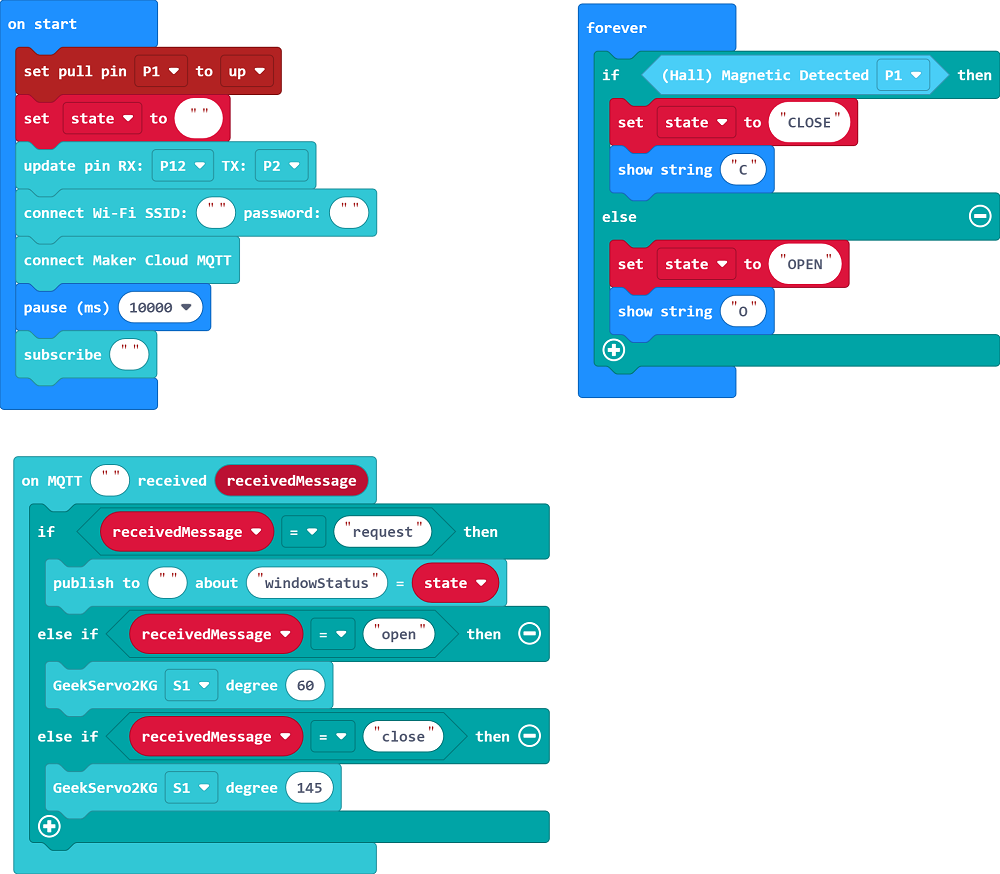 on start
set pull pin P1 to up
set state to " "
update pin RX: P12 TX: P2
connect Wi-Fi SSID: " " password: " "
connect Maker Cloud MQTT
pause (ms) 10000
subscribe " "
forever
if (Hall) Magnetic Detected P1 then
set state to "CLOSE"
show string "C"
else
set state to "OPEN"
show string "O"
on MQTT " " received receivedMessage
if receivedMessage = "request" then
publish to " " about "windowStatus" = state
else if receivedMessage = "open" then
GeekServo2KG S1 degree 60
else if receivedMessage = "close" then
GeekServo2KG S1 degree 145